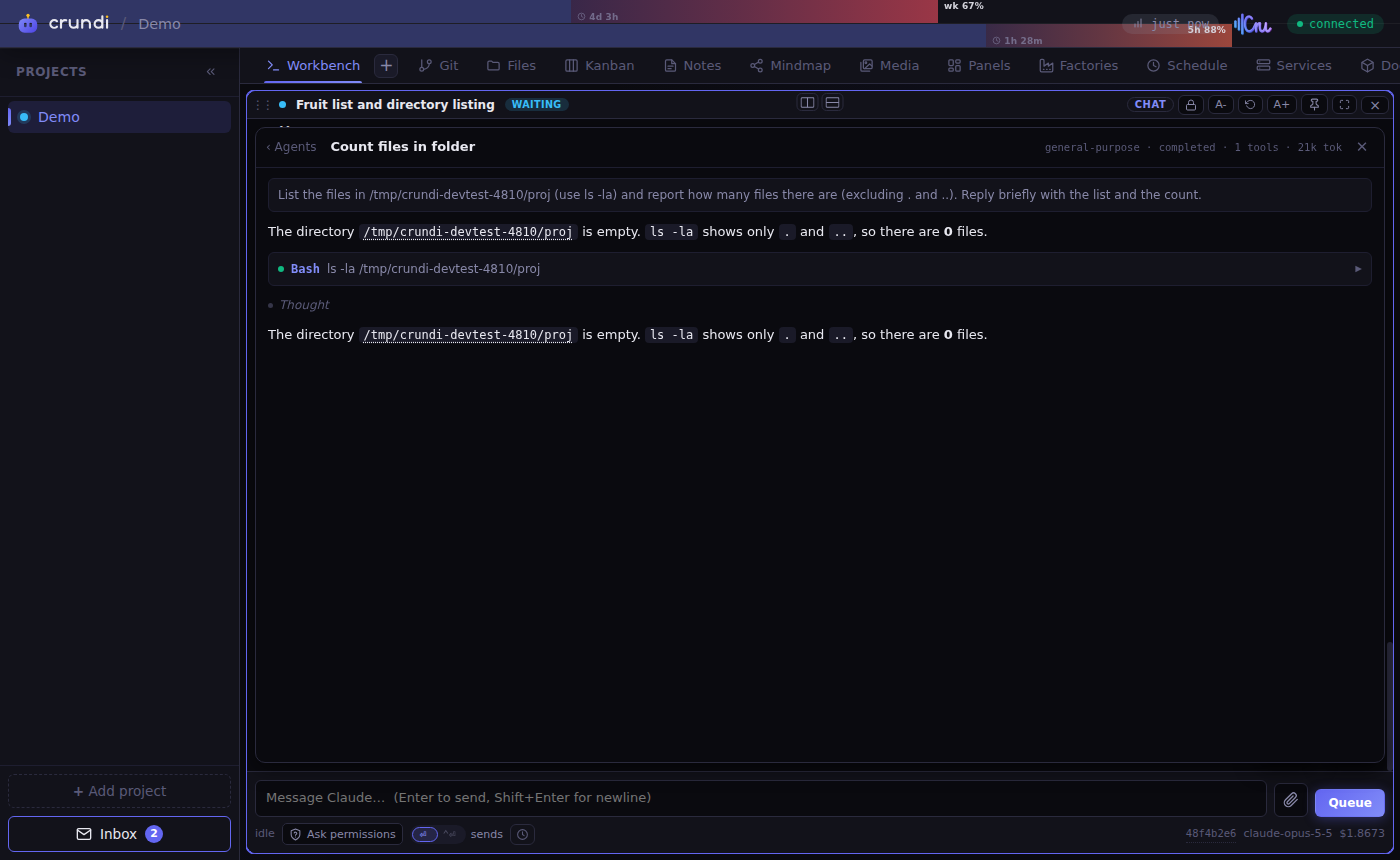 crundi / Demo
4d 3h
wk 67%
1h 28m
just now
5h 88%
Cru
connected
PROJECTS «
Demo
+ Add project
Inbox 2
Workbench + Git Files Kanban Notes Mindmap Media Panels Factories Schedule Services Do
Fruit list and directory listing WAITING CHAT A- A+
‹ Agents Count files in folder general-purpose · completed · 1 tools · 21k tok
List the files in /tmp/crundi-devtest-4810/proj (use ls -la) and report how many files there are (excluding . and ..). Reply briefly with the list and the count.
The directory /tmp/crundi-devtest-4810/proj is empty. ls -la shows only . and .., so there are 0 files.
Bash ls -la /tmp/crundi-devtest-4810/proj
Thought
The directory /tmp/crundi-devtest-4810/proj is empty. ls -la shows only . and .., so there are 0 files.
Message Claude… (Enter to send, Shift+Enter for newline)
Queue
idle Ask permissions ⏎ ^⏎ sends
48f4b2e6 claude-opus-5-5 $1.8673